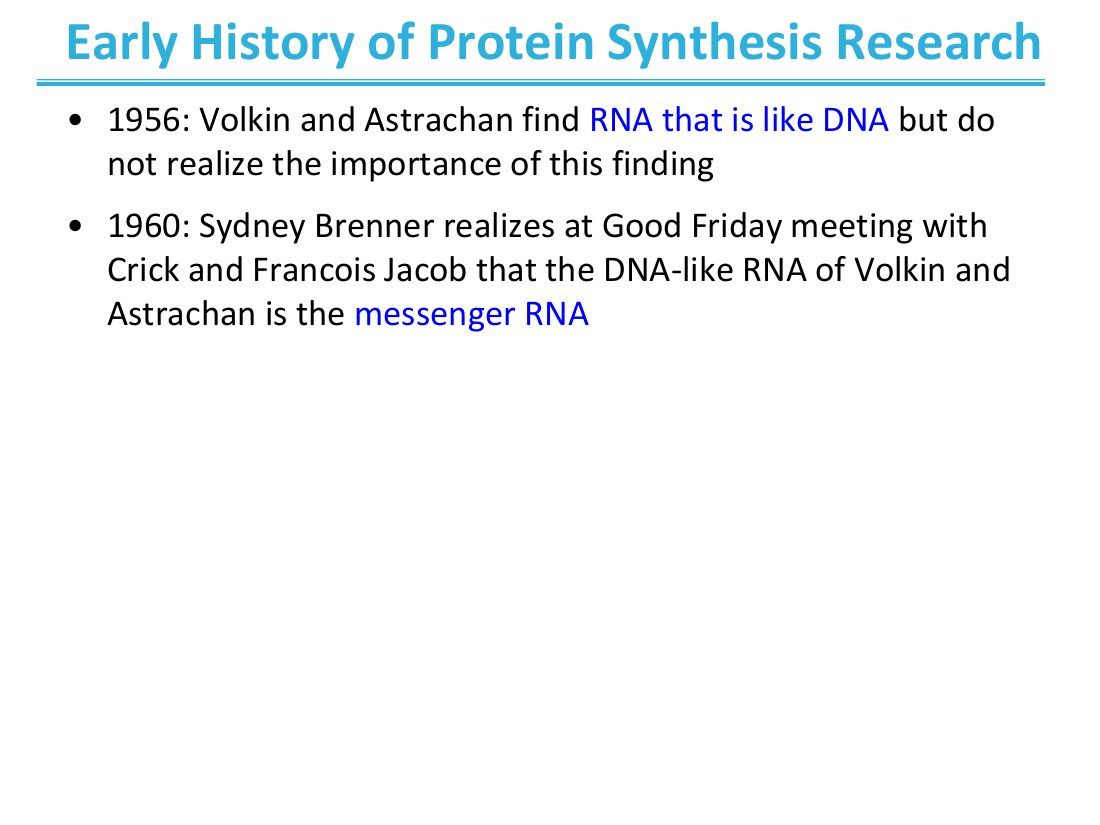 Early History of Protein Synthesis Research
• 1956: Volkin and Astrachan find RNA that is like DNA but do
not realize the importance of this finding
• 1960: Sydney Brenner realizes at Good Friday meeting with
Crick and Francois Jacob that the DNA-like RNA of Volkin and
Astrachan is the messenger RNA